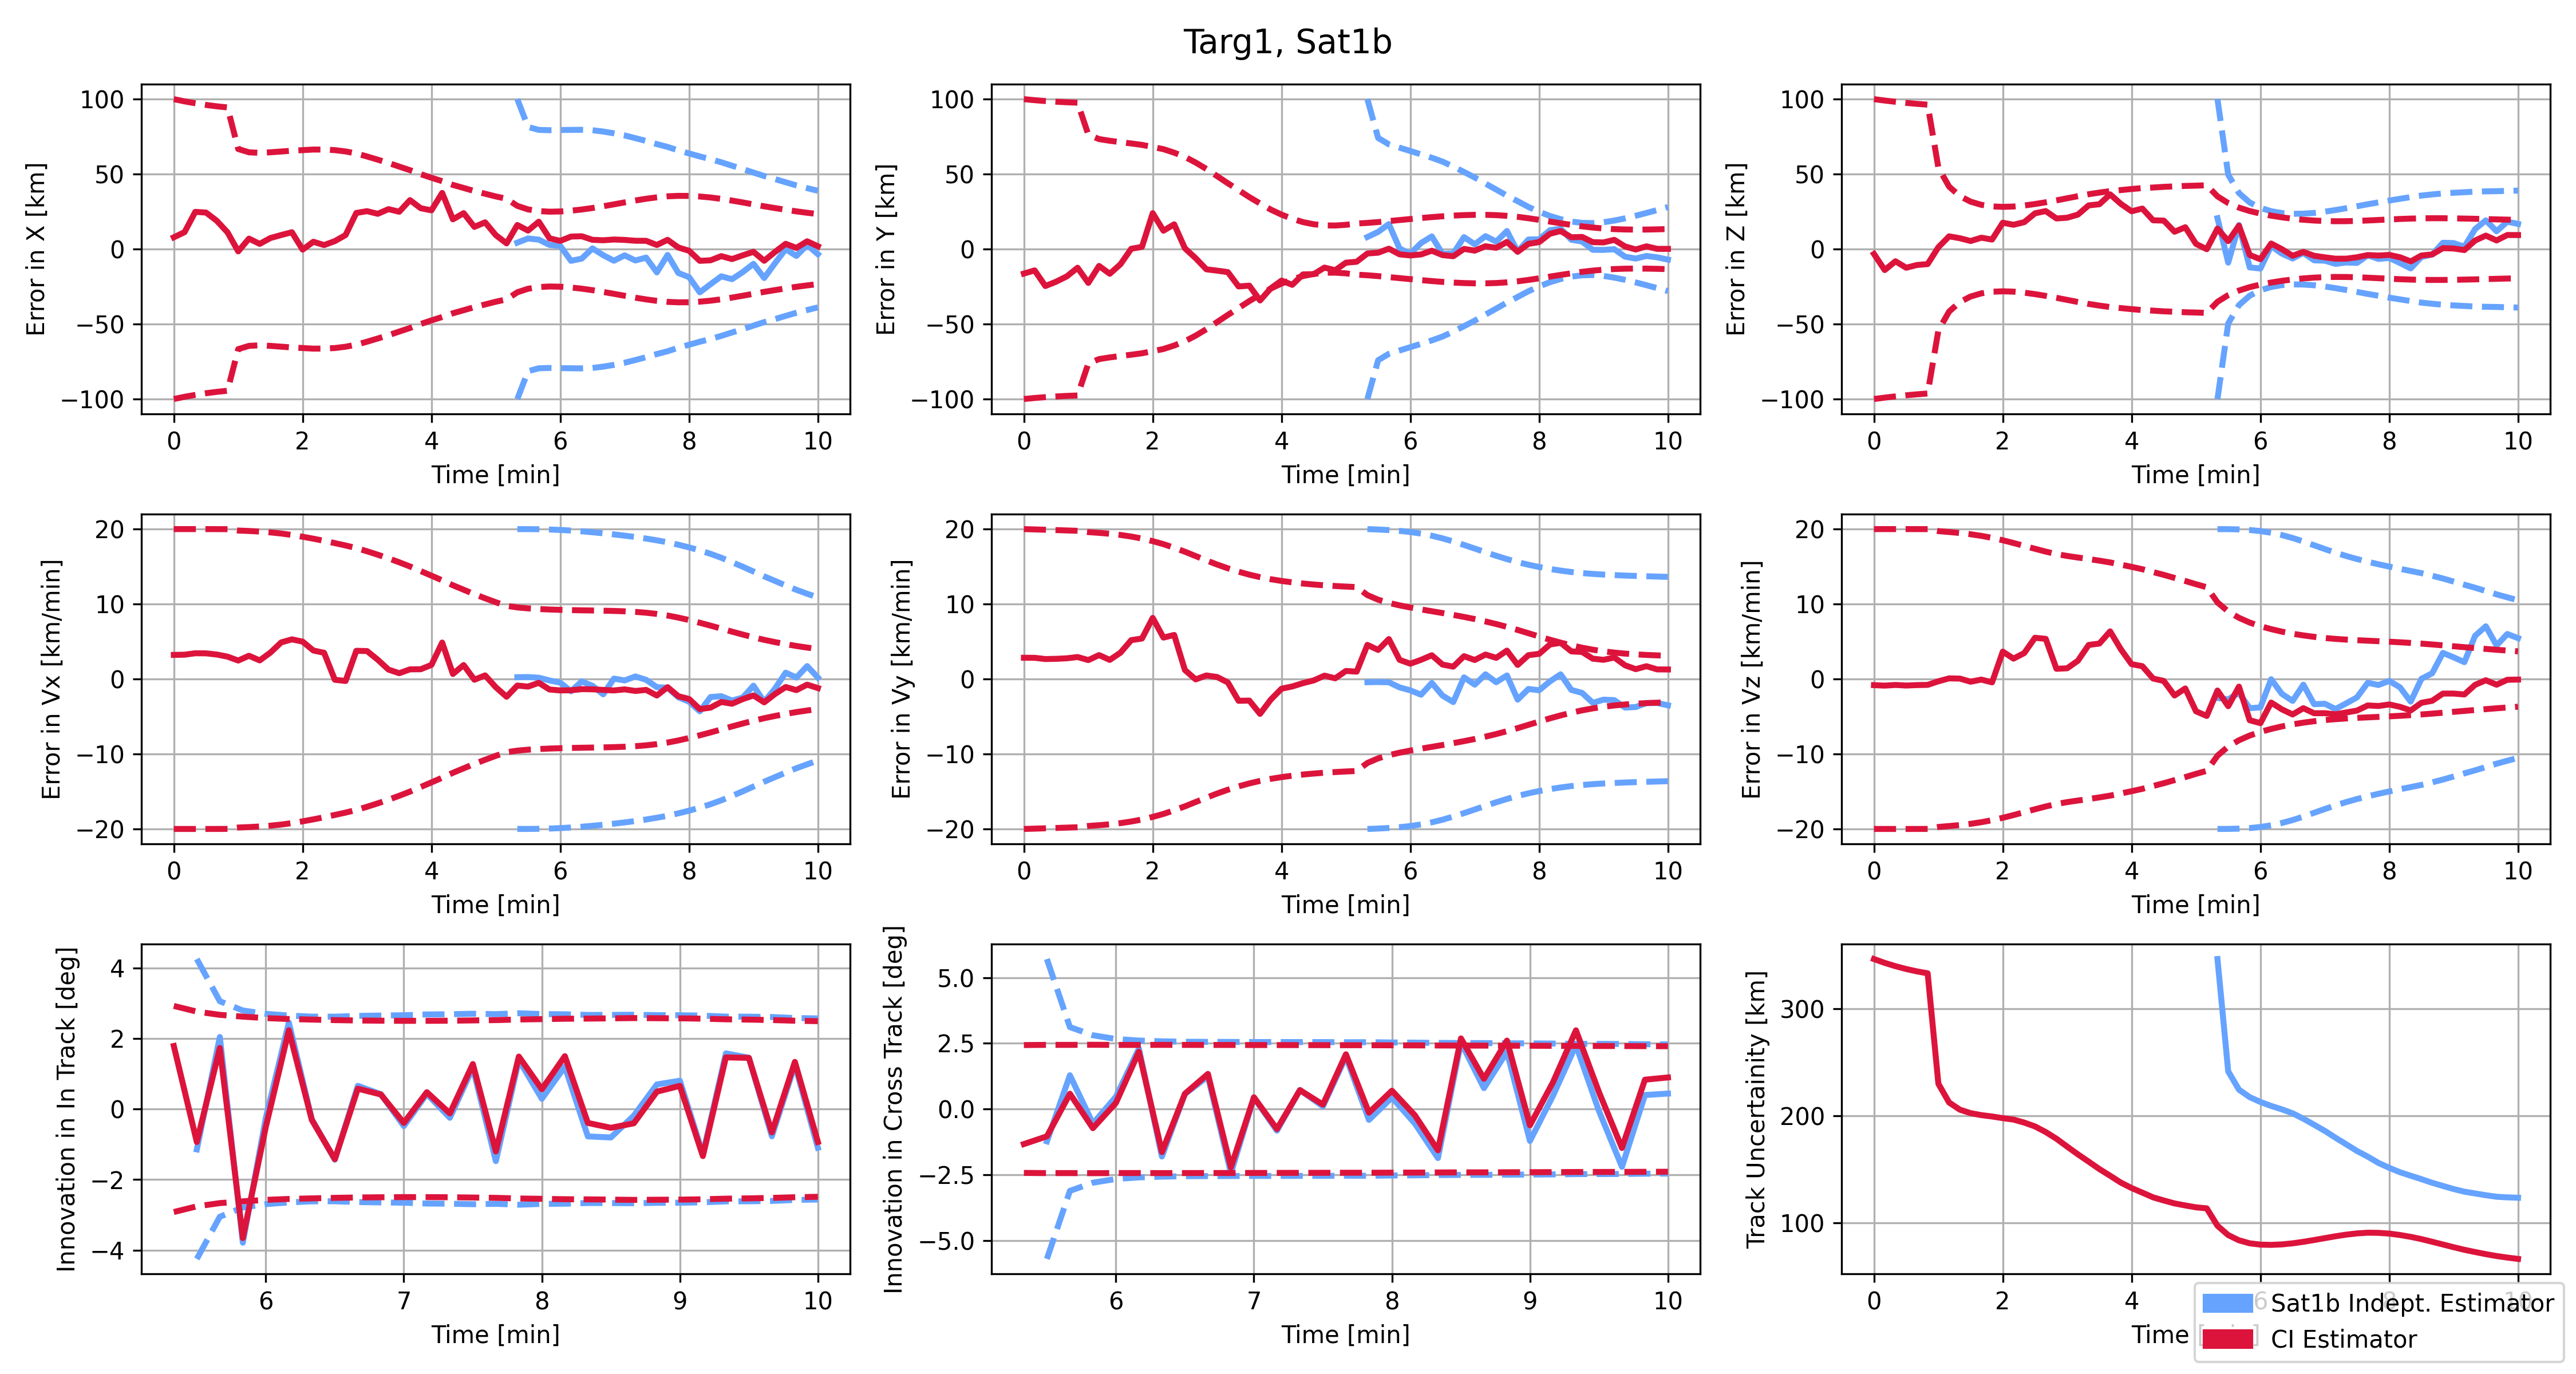 Targ1, Sat1b
Error in X [km]
100
50
0
−50
−100
0 2 4 6 8 10
Time [min]
Error in Y [km]
100
50
0
−50
−100
0 2 4 6 8 10
Time [min]
Error in Z [km]
100
50
0
−50
−100
0 2 4 6 8 10
Time [min]
Error in Vx [km/min]
20
10
0
−10
−20
0 2 4 6 8 10
Time [min]
Error in Vy [km/min]
20
10
0
−10
−20
0 2 4 6 8 10
Time [min]
Error in Vz [km/min]
20
10
0
−10
−20
0 2 4 6 8 10
Time [min]
Innovation in In Track [deg]
4
2
0
−2
−4
6 7 8 9 10
Time [min]
Innovation in Cross Track [deg]
5.0
2.5
0.0
−2.5
−5.0
6 7 8 9 10
Time [min]
Track Uncertainity [km]
300
200
100
0 2 4 6 8 10
Time
Sat1b Indept. Estimator
CI Estimator